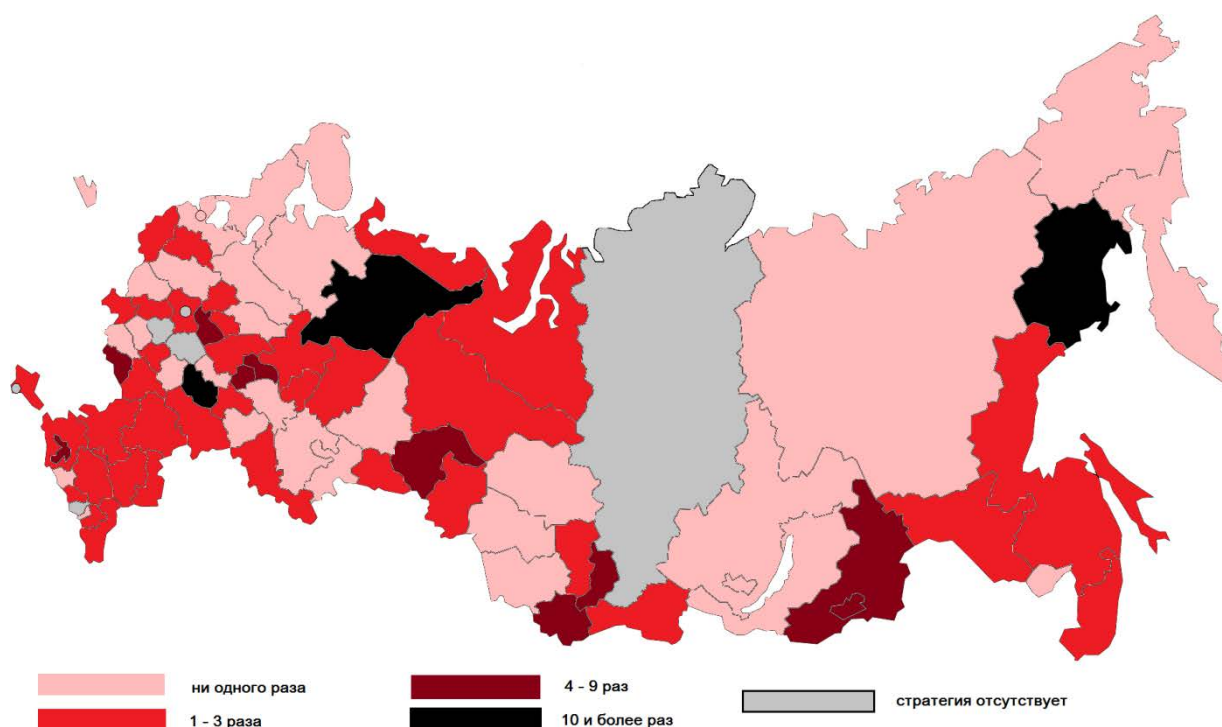 ни одного раза
1 - 3 раза
4 - 9 раз
10 и более раз
стратегия отсутствует